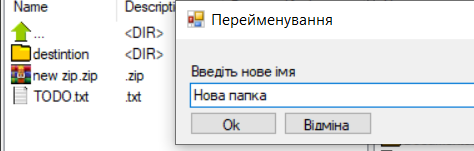 Name Descripti
... <DIR>
destintion <DIR>
new zip.zip .zip
TODO.txt .txt
Перейменування
Введіть нове імя
Нова папка
Ok Відміна